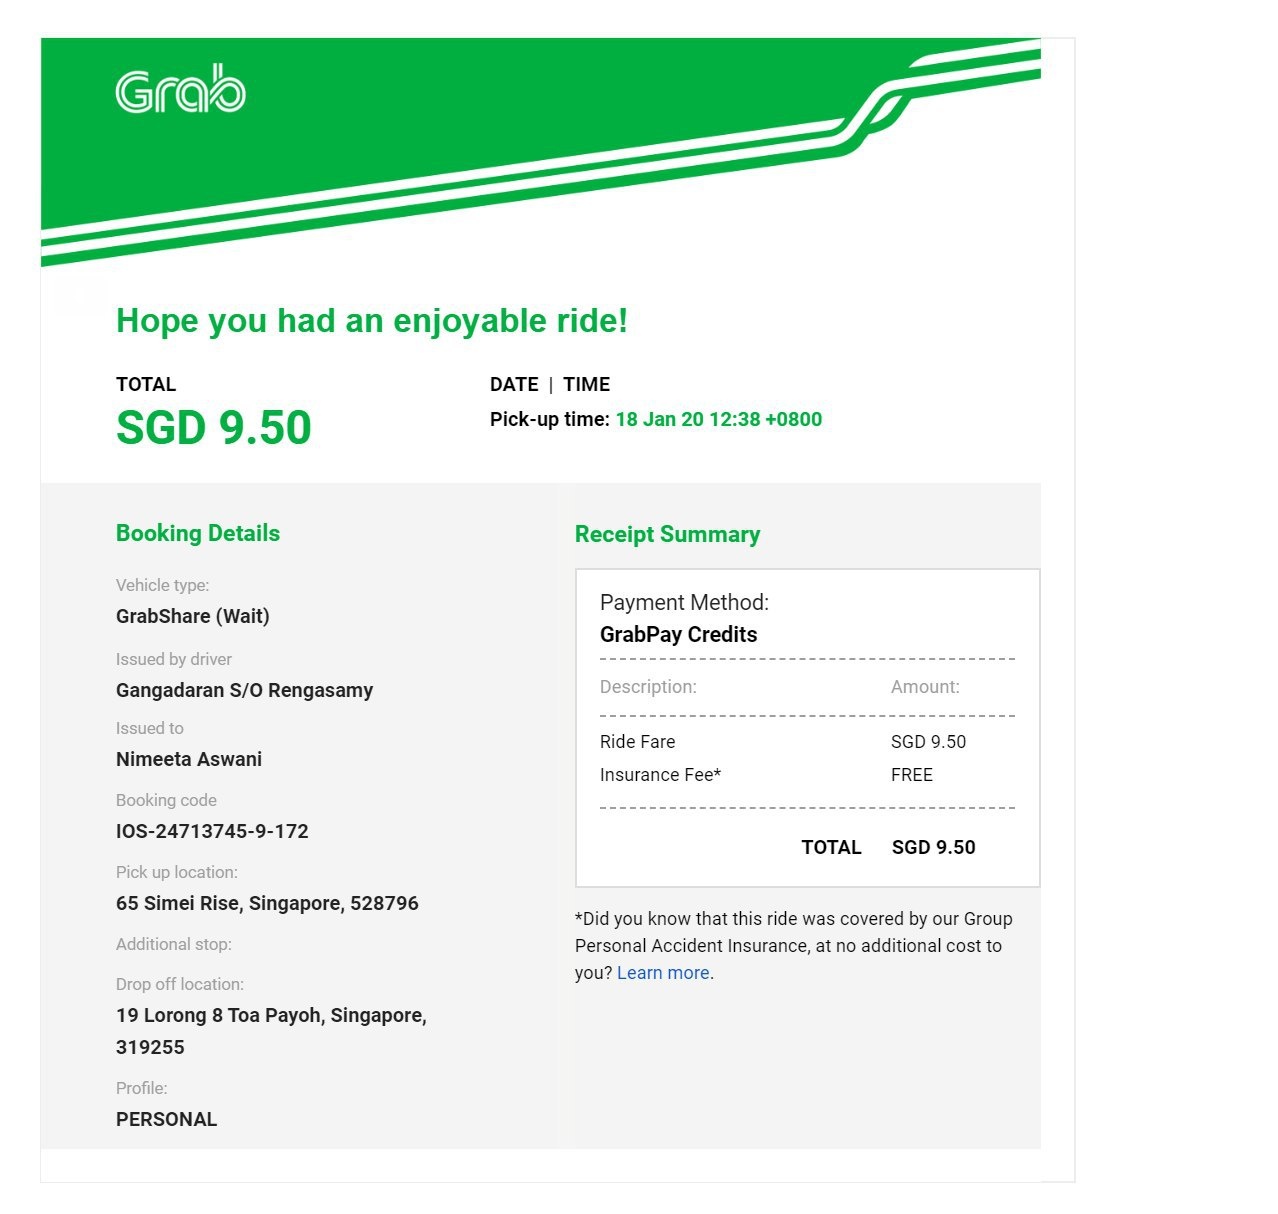 Grab
Hope you had an enjoyable ride!
TOTAL
SGD 9.50
DATE | TIME
Pick-up time: 18 Jan 20 12:38 +0800
Booking Details
Vehicle type:
GrabShare (Wait)
Issued by driver
Gangadaran S/O Rengasamy
Issued to
Nimeeta Aswani
Booking code
IOS-24713745-9-172
Pick up location:
65 Simei Rise, Singapore, 528796
Additional stop:
Drop off location:
19 Lorong 8 Toa Payoh, Singapore,
319255
Profile:
PERSONAL
Receipt Summary
Payment Method:
GrabPay Credits
Description: Amount:
Ride Fare SGD 9.50
Insurance Fee* FREE
TOTAL SGD 9.50
*Did you know that this ride was covered by our Group
Personal Accident Insurance, at no additional cost to
you? Learn more.